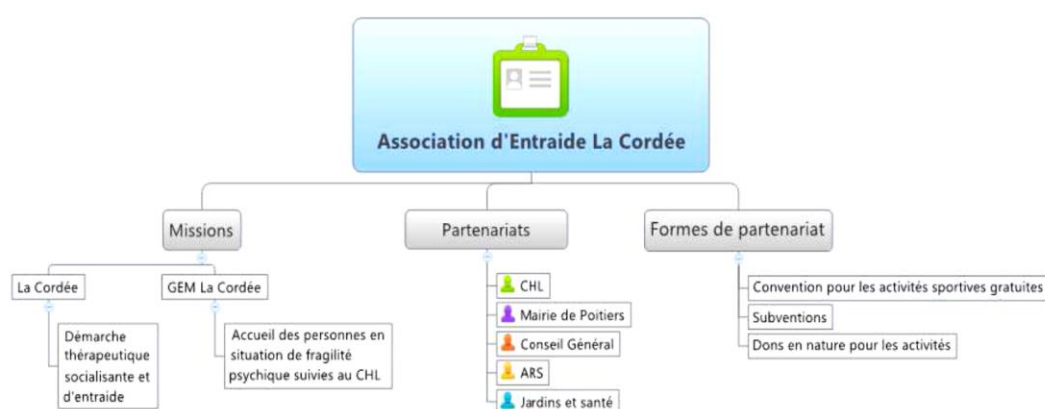 Association d'Entraide La Cordée
Missions
La Cordée
Démarche
thérapeutique
socialisante et
d'entraide
GEM La Cordée
Accueil des personnes en
situation de fragilité
psychique suivies au CHL
Partenariats
CHL
Mairie de Poitiers
Conseil Général
ARS
Jardins et santé
Formes de partenariat
Convention pour les activités sportives gratuites
Subventions
Dons en nature pour les activités